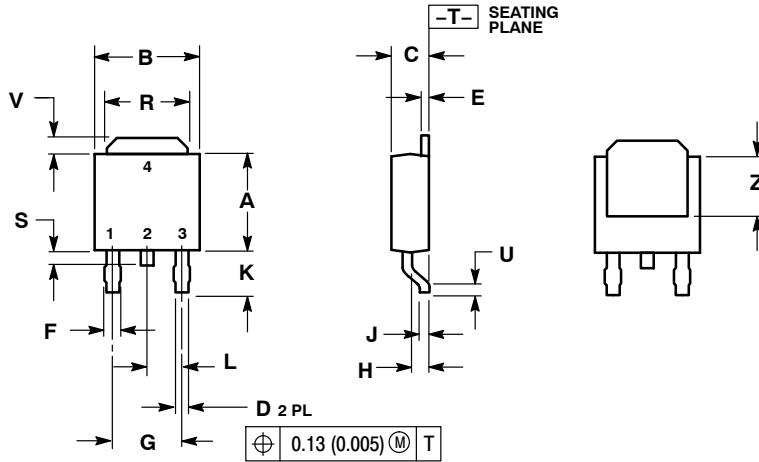 –T– SEATING
PLANE
B
C
V
R
E
4
Z
A
S
1 2 3
U
K
F
J
L
H
D 2 PL
G
⌖ 0.13 (0.005) Ⓜ T